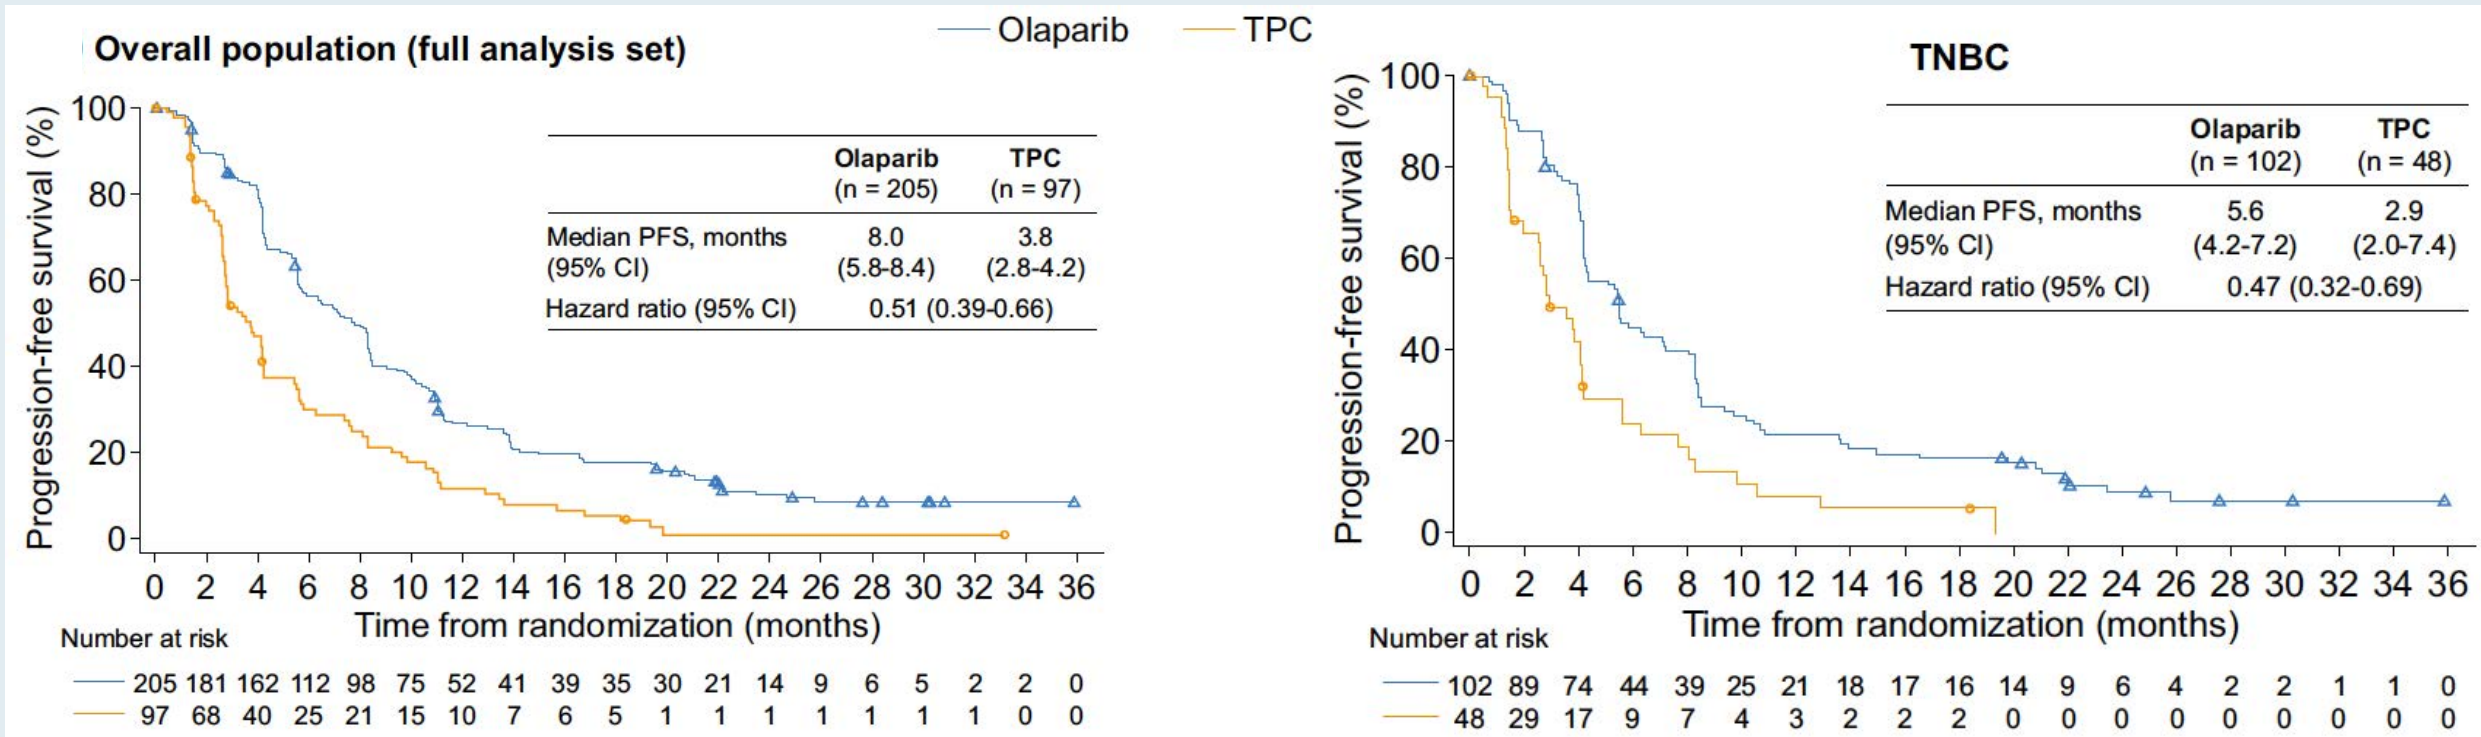 Olaparib TPC
Overall population (full analysis set)
Progression-free survival (%)
100
80
60
40
20
0
Olaparib TPC
(n = 205) (n = 97)
Median PFS, months 8.0 3.8
(95% CI) (5.8-8.4) (2.8-4.2)
Hazard ratio (95% CI) 0.51 (0.39-0.66)
0 2 4 6 8 10 12 14 16 18 20 22 24 26 28 30 32 34 36
Time from randomization (months)
Number at risk
205 181 162 112 98 75 52 41 39 35 30 21 14 9 6 5 2 2 0
97 68 40 25 21 15 10 7 6 5 1 1 1 1 1 1 1 0 0
TNBC
Progression-free survival (%)
100
80
60
40
20
0
Olaparib TPC
(n = 102) (n = 48)
Median PFS, months 5.6 2.9
(95% CI) (4.2-7.2) (2.0-7.4)
Hazard ratio (95% CI) 0.47 (0.32-0.69)
0 2 4 6 8 10 12 14 16 18 20 22 24 26 28 30 32 34 36
Time from randomization (months)
Number at risk
102 89 74 44 39 25 21 18 17 16 14 9 6 4 2 2 1 1 0
48 29 17 9 7 4 3 2 2 2 0 0 0 0 0 0 0 0 0